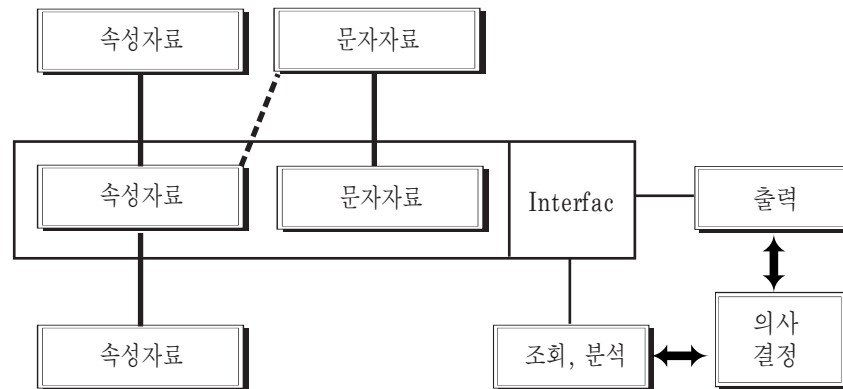 속성자료
문자자료
속성자료
문자자료
Interfac
출력
속성자료
조회, 분석
의사
결정